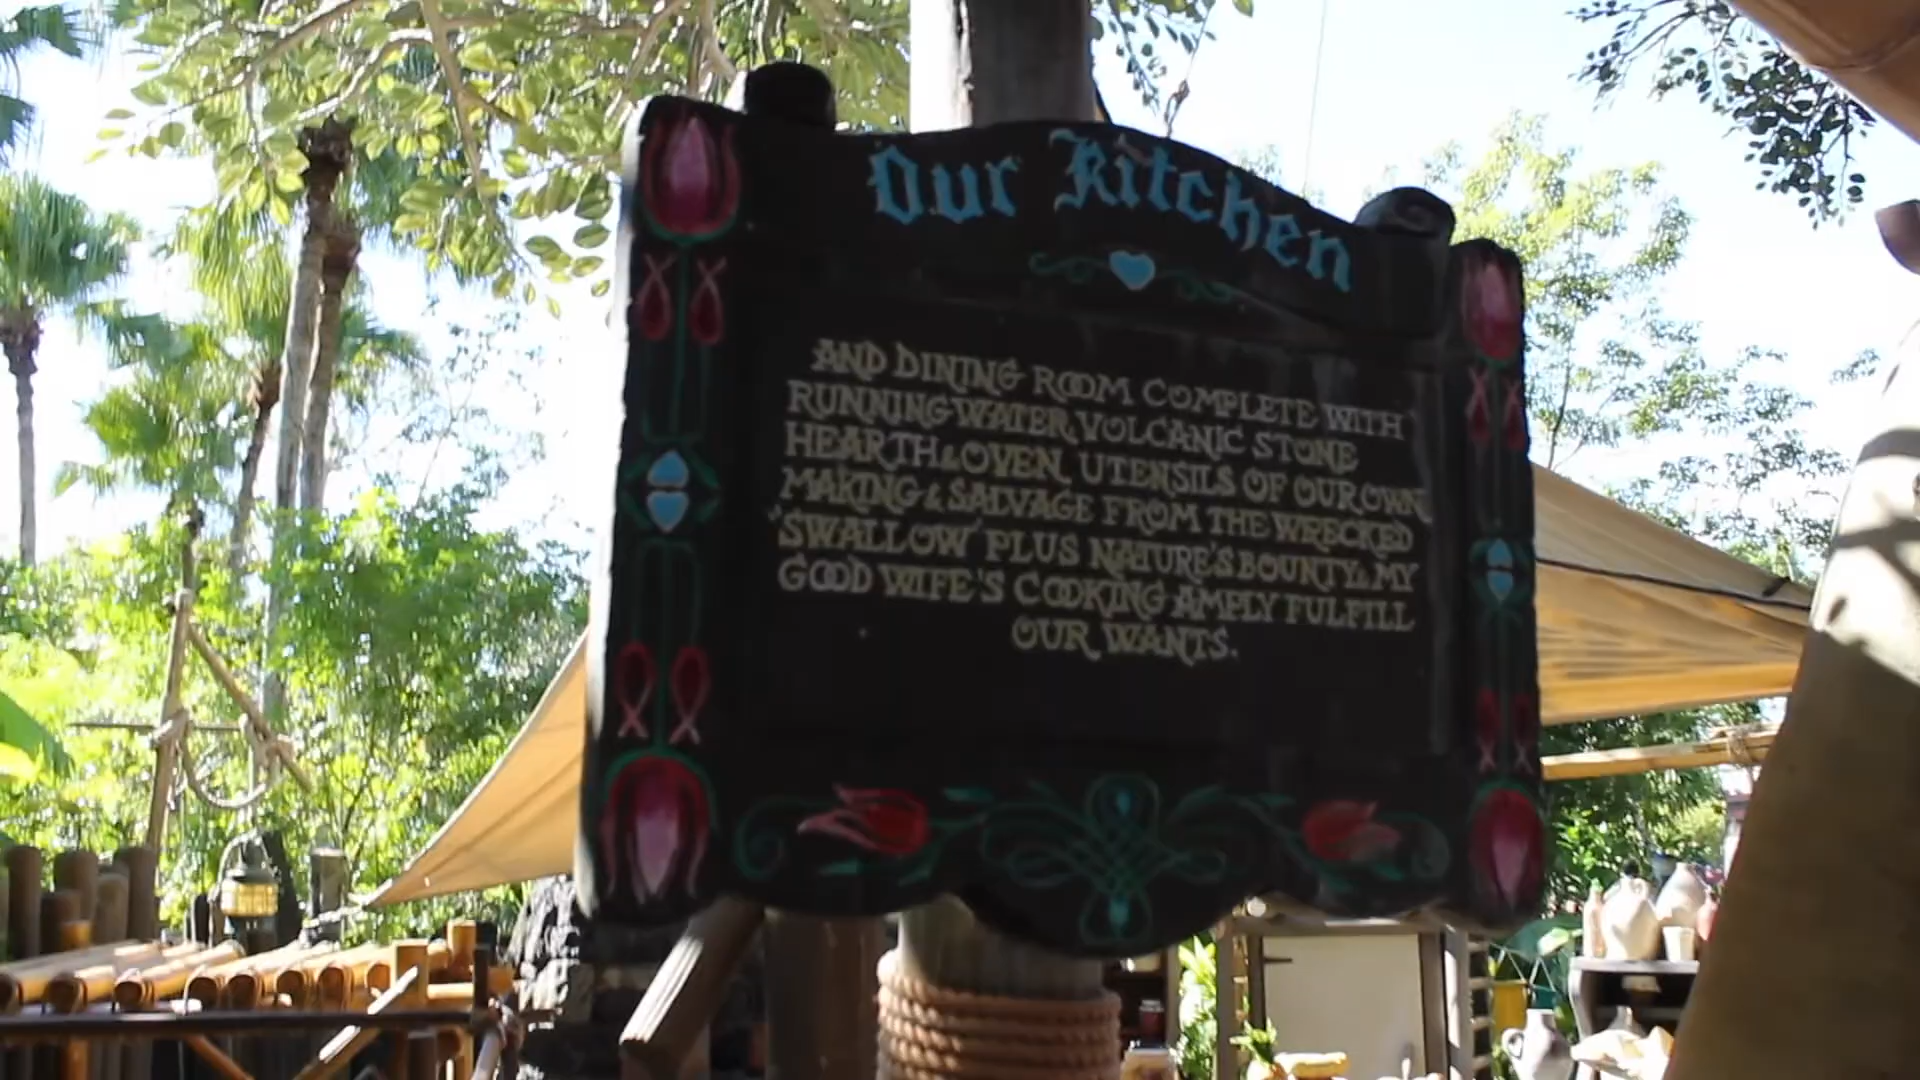 Our Kitchen
AND DINING ROOM COMPLETE WITH
RUNNING WATER, VOLCANIC STONE
HEARTH & OVEN, UTENSILS OF OUR OWN
MAKING & SALVAGE FROM THE WRECKED
"SWALLOW" PLUS NATURE'S BOUNTY & MY
GOOD WIFE'S COOKING AMPLY FULFILL
OUR WANTS.